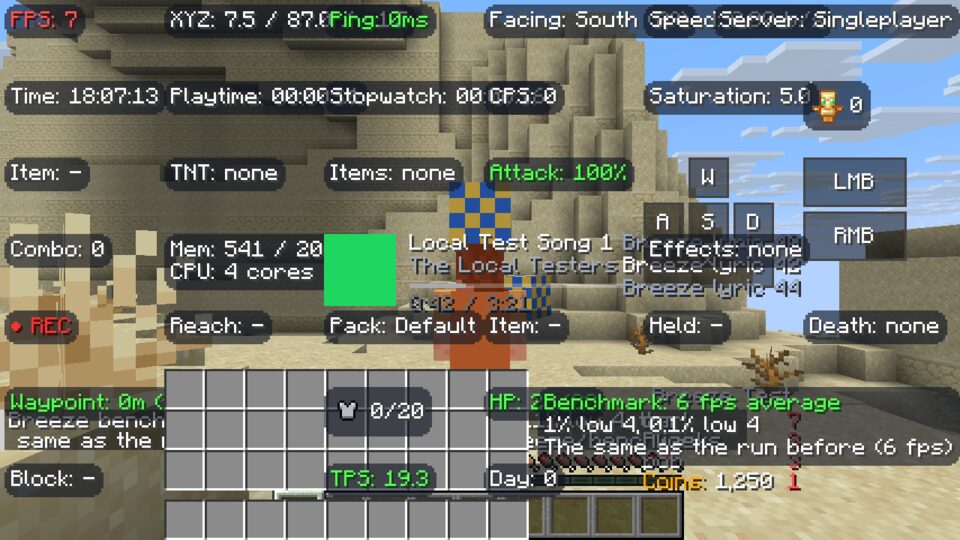 FPS: 7
XYZ: 7.5 / 87.0
Ping: 0ms
Facing: South
Speed
Server: Singleplayer
Time: 18:07:13
Playtime: 00:00
Stopwatch: 00
CPS: 0
Saturation: 5.0
0
Item: -
TNT: none
Items: none
Attack: 100%
W
LMB
A S D
RMB
Combo: 0
Mem: 541 / 20
CPU: 4 cores
Local Test Song 1
The Local Testers
0:42 / 3:21
Effects: none
Breeze lyric 42
Breeze lyric 44
● REC
Reach: -
Pack: Default
Item: -
Held: -
Death: none
Waypoint: 0m (
Breeze bench
same as the
0/20
HP: 2
Benchmark: 6 fps average
1% low 4, 0.1% low 4
The same as the run before (6 fps)
Block: -
TPS: 19.3
Day: 0
Coins: 1,250
1